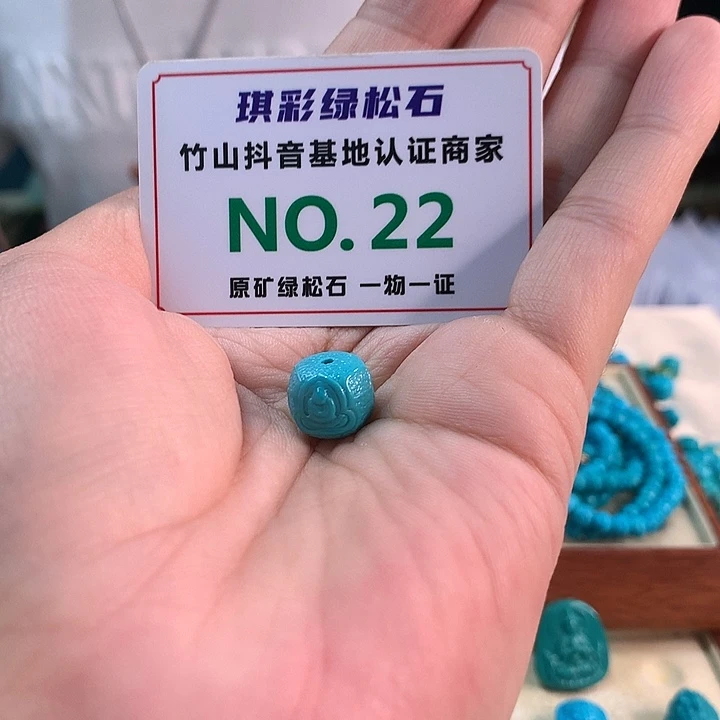 琪彩绿松石
竹山抖音基地认证商家
NO. 22
原矿绿松石 一物一证